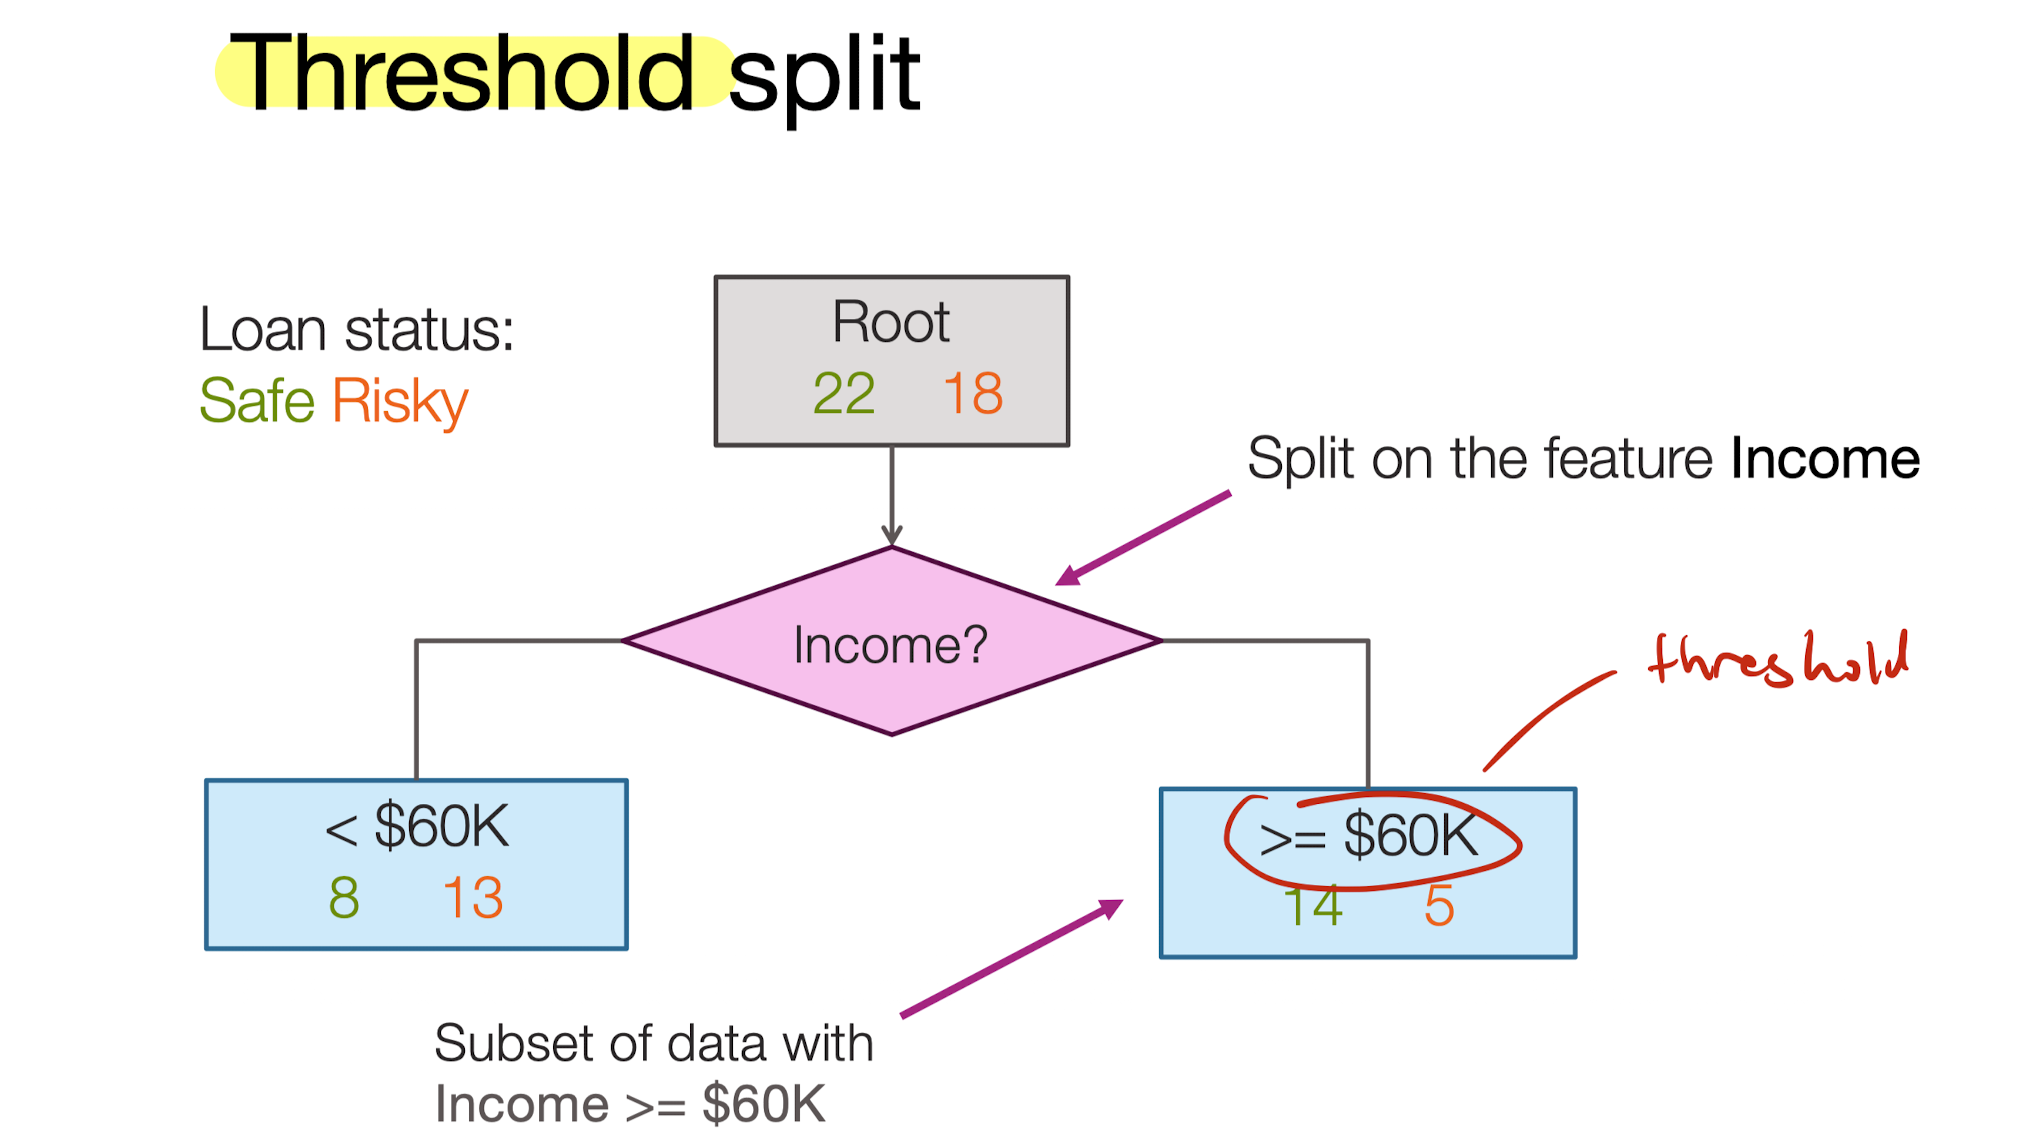 Threshold split
Loan status:
Safe Risky
Root
22 18
Split on the feature Income
Income?
threshold
< $60K
8 13
>= $60K
14 5
Subset of data with
Income >= $60K